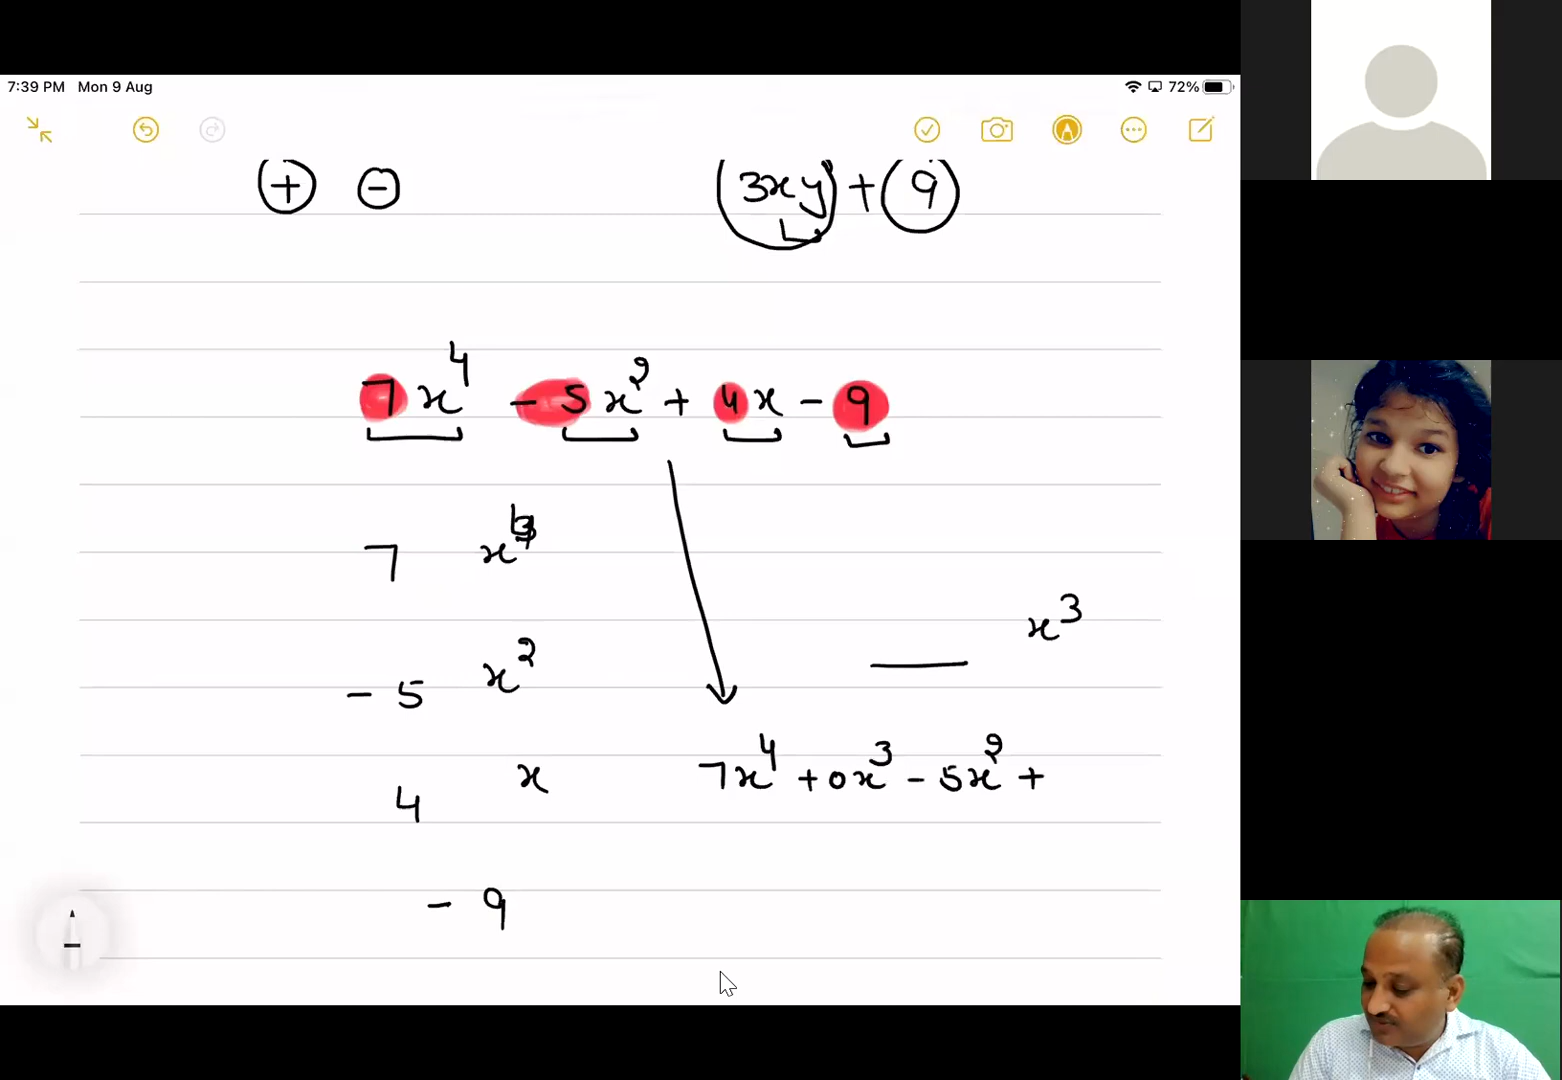 7:39 PM Mon 9 Aug 72%
+ − 3xy + 9
7x⁴ − 5x² + 4x − 9
7 x
x³
− 5 x²
4 x 7x⁴ + 0x³ − 5x² +
− 9